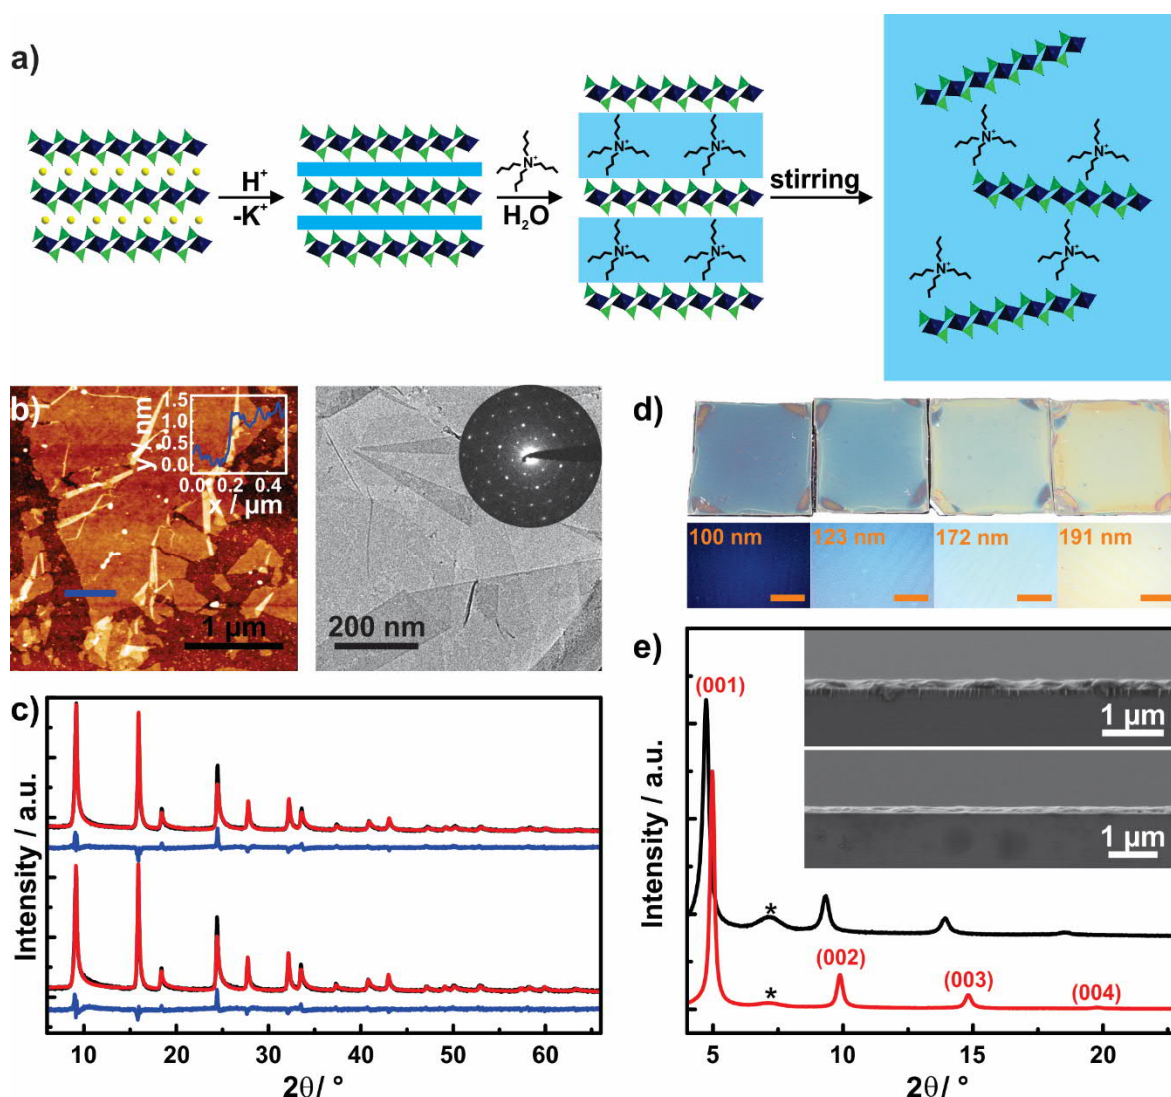 a)
H⁺
-K⁺
N⁺
H₂O
N⁺ N⁺
N⁺ N⁺
stirring
N⁺ N⁺
N⁺ N⁺
b)
y / nm
1.5
1.0
0.5
0.0
0.0 0.2 0.4
x / µm
1 µm
200 nm
c)
Intensity / a.u.
10 20 30 40 50 60
2θ/ °
d)
100 nm 123 nm 172 nm 191 nm
e)
Intensity / a.u.
(001)
1 µm
1 µm
*
(002)
(003)
(004)
*
5 10 15 20
2θ/ °